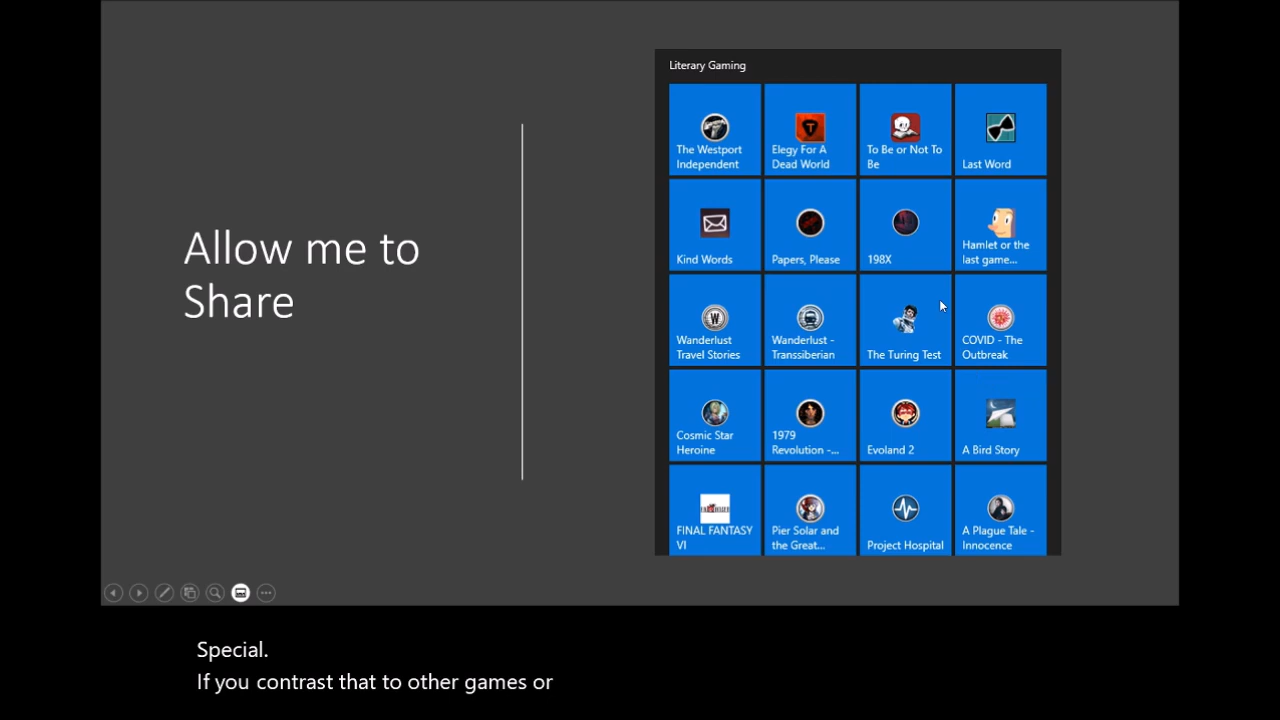 Allow me to
Share
Literary Gaming
The Westport
Independent
Elegy For A
Dead World
To Be or Not To
Be
Last Word
Kind Words
Papers, Please
198X
Hamlet or the
last game...
Wanderlust
Travel Stories
Wanderlust -
Transsiberian
The Turing Test
COVID - The
Outbreak
Cosmic Star
Heroine
1979
Revolution -...
Evoland 2
A Bird Story
FINAL FANTASY
VI
Pier Solar and
the Great...
Project Hospital
A Plague Tale -
Innocence
Special.
If you contrast that to other games or